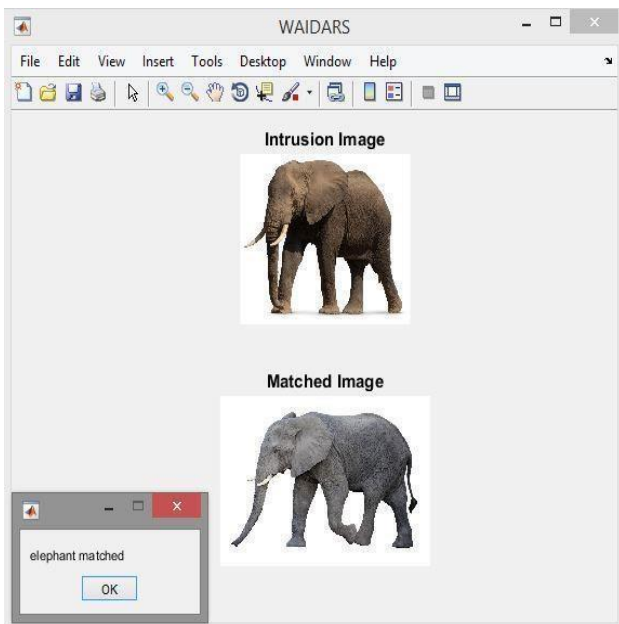 WAIDARS
File Edit View Insert Tools Desktop Window Help
Intrusion Image
Matched Image
elephant matched
OK